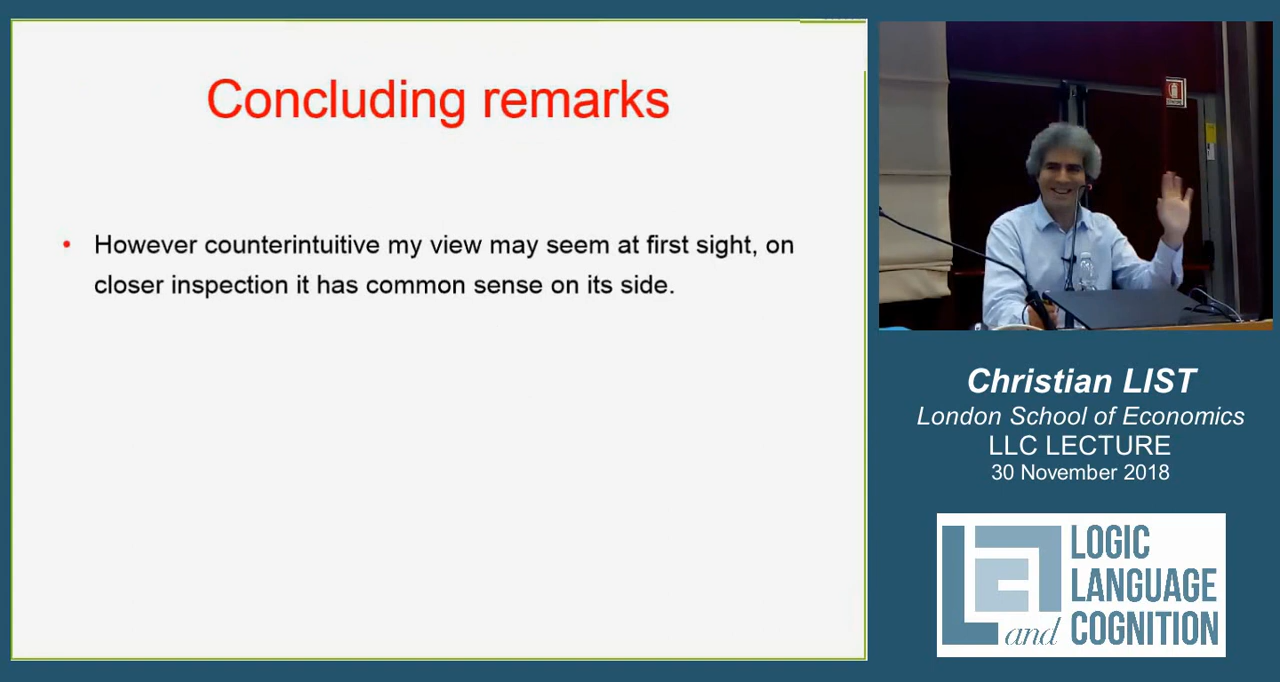 Concluding remarks
• However counterintuitive my view may seem at first sight, on
closer inspection it has common sense on its side.
Christian LIST
London School of Economics
LLC LECTURE
30 November 2018
LOGIC
LANGUAGE
and COGNITION